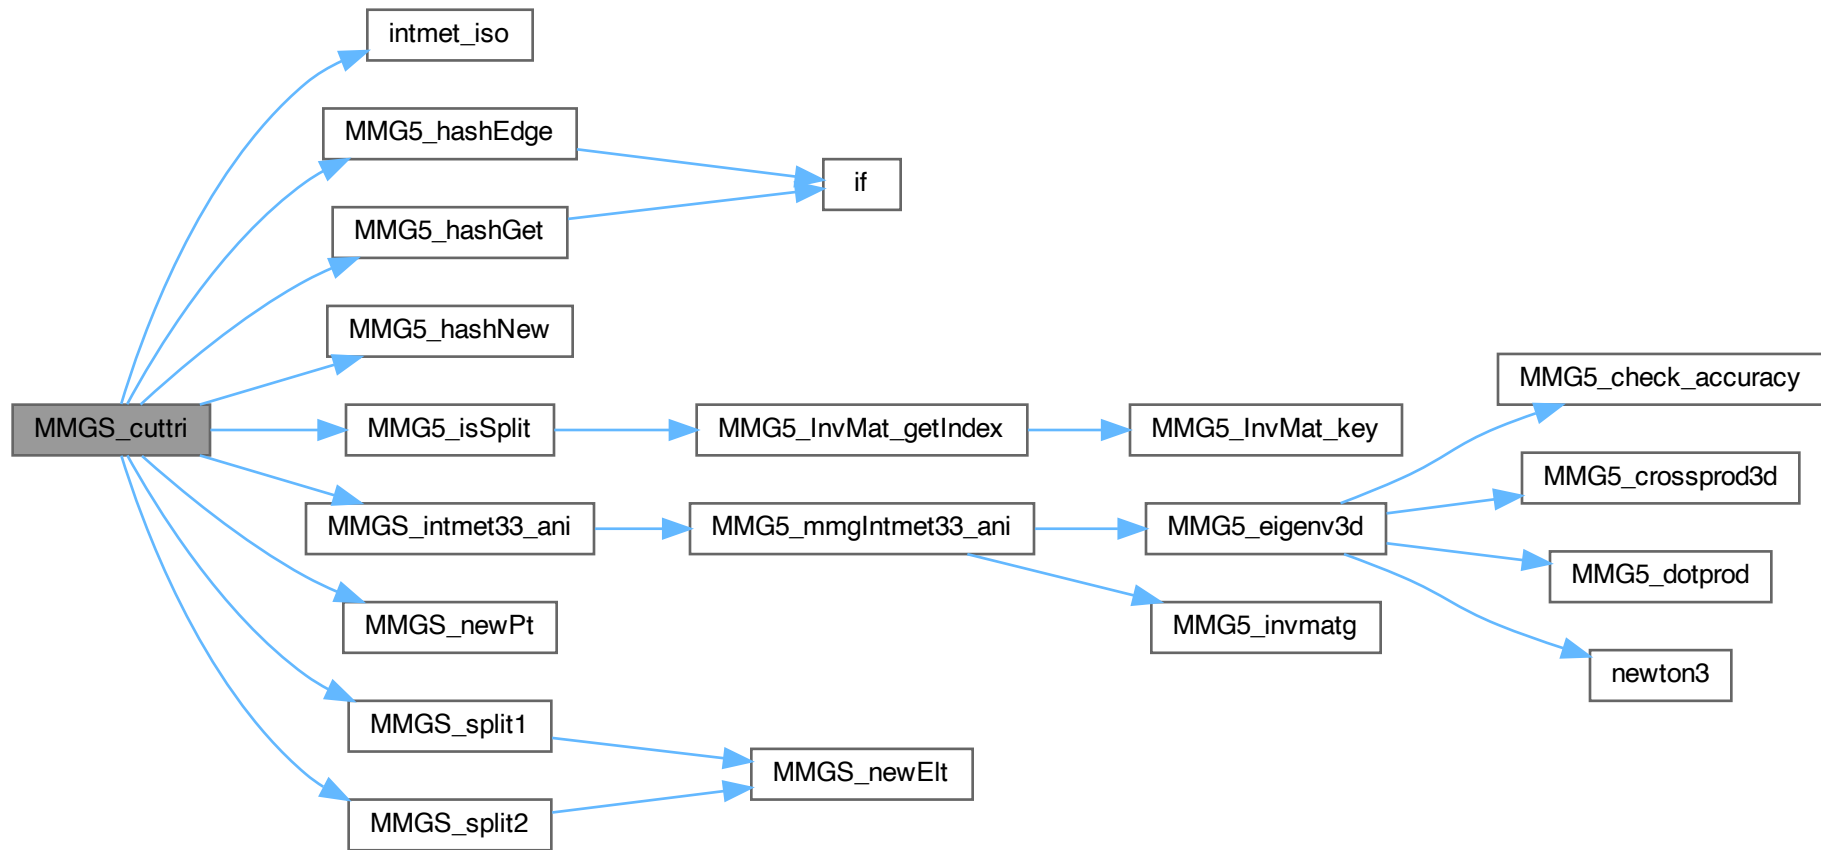 intmet_iso
MMG5_hashEdge
if
MMG5_hashGet
MMG5_hashNew
MMG5_check_accuracy
MMGS_cuttri
MMG5_isSplit
MMG5_InvMat_getIndex
MMG5_InvMat_key
MMG5_crossprod3d
MMGS_intmet33_ani
MMG5_mmgIntmet33_ani
MMG5_eigenv3d
MMG5_dotprod
MMGS_newPt
MMG5_invmatg
newton3
MMGS_split1
MMGS_newElt
MMGS_split2